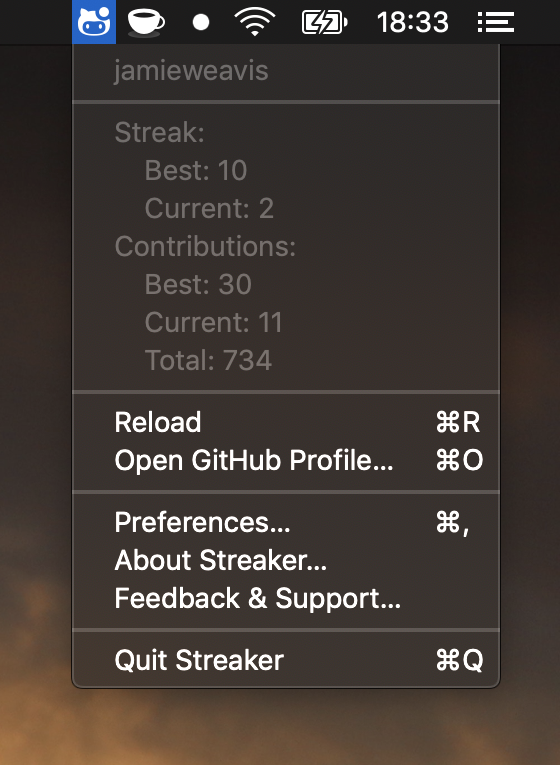 18:33
jamieweavis
Streak:
Best: 10
Current: 2
Contributions:
Best: 30
Current: 11
Total: 734
Reload ⌘R
Open GitHub Profile... ⌘O
Preferences... ⌘,
About Streaker...
Feedback & Support...
Quit Streaker ⌘Q